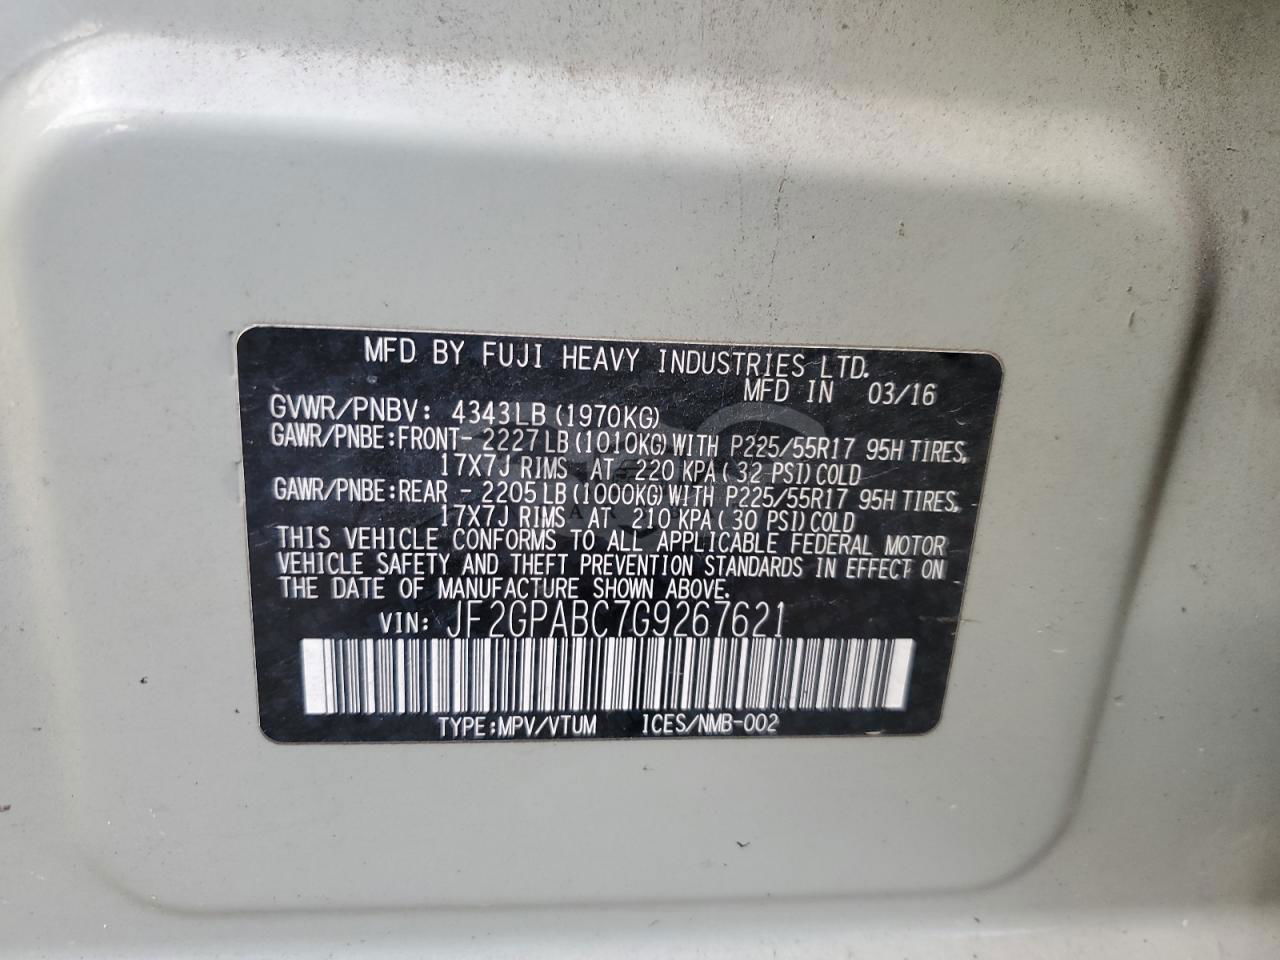 MFD BY FUJI HEAVY INDUSTRIES LTD.
MFD IN 03/16
GVWR/PNBV: 4343LB(1970KG)
GAWR/PNBE:FRONT- 2227LB(1010KG)WITH P225/55R17 95H TIRES,
17X7J RIMS AT 220 KPA(32 PSI)COLD
GAWR/PNBE:REAR - 2205LB(1000KG)WITH P225/55R17 95H TIRES,
17X7J RIMS AT 210 KPA(30 PSI)COLD
THIS VEHICLE CONFORMS TO ALL APPLICABLE FEDERAL MOTOR
VEHICLE SAFETY AND THEFT PREVENTION STANDARDS IN EFFECT ON
THE DATE OF MANUFACTURE SHOWN ABOVE.
VIN: JF2GPABC7G9267621
TYPE:MPV/VTUM ICES/NMB-002